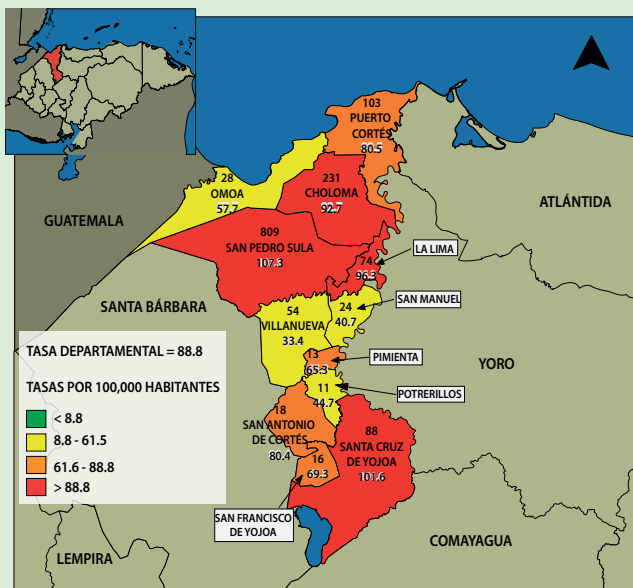 103
PUERTO
CORTÉS
80.5
28
OMOA
57.7
231
CHOLOMA
92.7
ATLÁNTIDA
GUATEMALA
809
SAN PEDRO SULA
107.3
LA LIMA
74
96.3
SANTA BÁRBARA
SAN MANUEL
24
40.7
54
VILLANUEVA
33.4
TASA DEPARTAMENTAL = 88.8
13
65.3
PIMIENTA
YORO
TASAS POR 100,000 HABITANTES
POTRERILLOS
11
44.7
< 8.8
8.8 - 61.5
61.6 - 88.8
> 88.8
18
SAN ANTONIO
DE CORTÉS
80.4
88
SANTA CRUZ
DE YOJOA
101.6
16
69.3
SAN FRANCISCO
DE YOJOA
COMAYAGUA
LEMPIRA